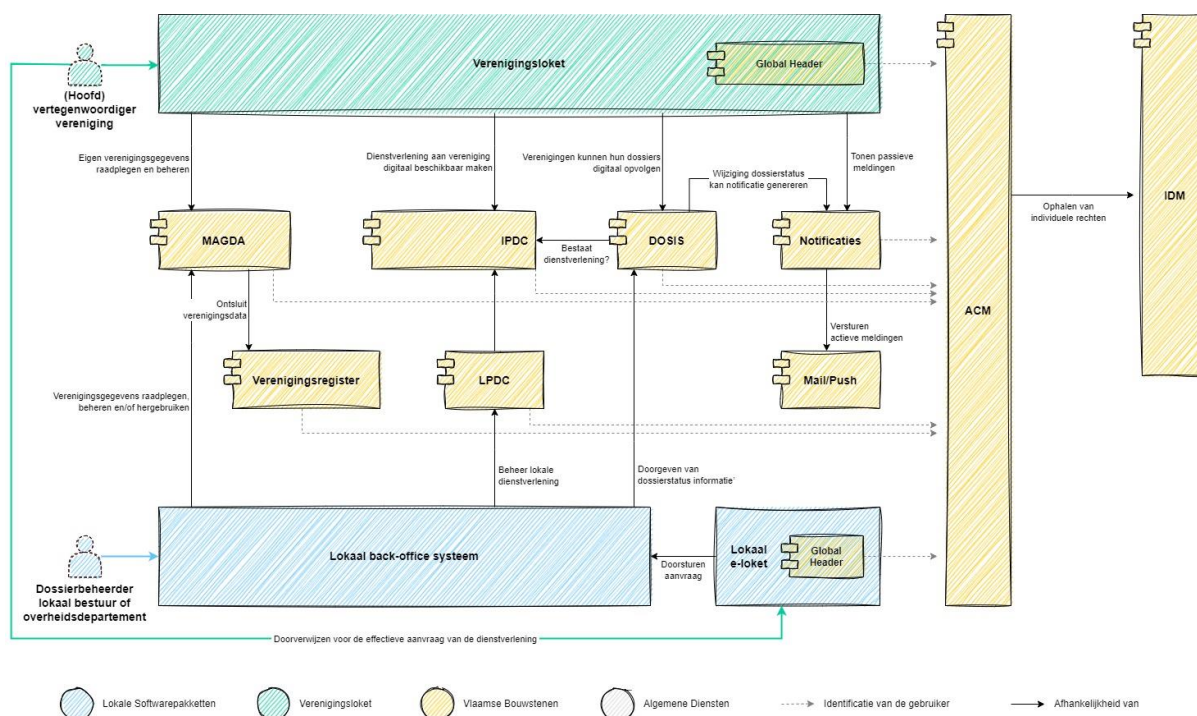 Verenigingsloket
Global Header
(Hoofd)
vertegenwoordiger
vereniging
Eigen verenigingsgegevens
raadplegen en beheren
Dienstverlening aan vereniging
digitaal beschikbaar maken
Verenigingen kunnen hun dossiers
digitaal opvolgen
Wijziging dossierstatus
kan notificatie genereren
Tonen passieve
meldingen
MAGDA
IPDC
Bestaat
dienstverlening?
DOSIS
Notificaties
Ophalen van
individuele rechten
IDM
ACM
Ontsluit
verenigingsdata
Versturen
actieve meldingen
Verenigingsregister
LPDC
Mail/Push
Verenigingsgegevens raadplegen,
beheren en/of hergebruiken
Beheer lokale
dienstverlening
Doorgeven van
dossierstatus informatie'
Lokaal back-office systeem
Doorsturen
aanvraag
Lokaal
e-loket
Global
Header
Dossierbeheerder
lokaal bestuur of
overheidsdepartement
Doorverwijzen voor de effectieve aanvraag van de dienstverlening
Lokale Softwarepakketten
Verenigingsloket
Vlaamse Bouwstenen
Algemene Diensten
Identificatie van de gebruiker
Afhankelijkheid van